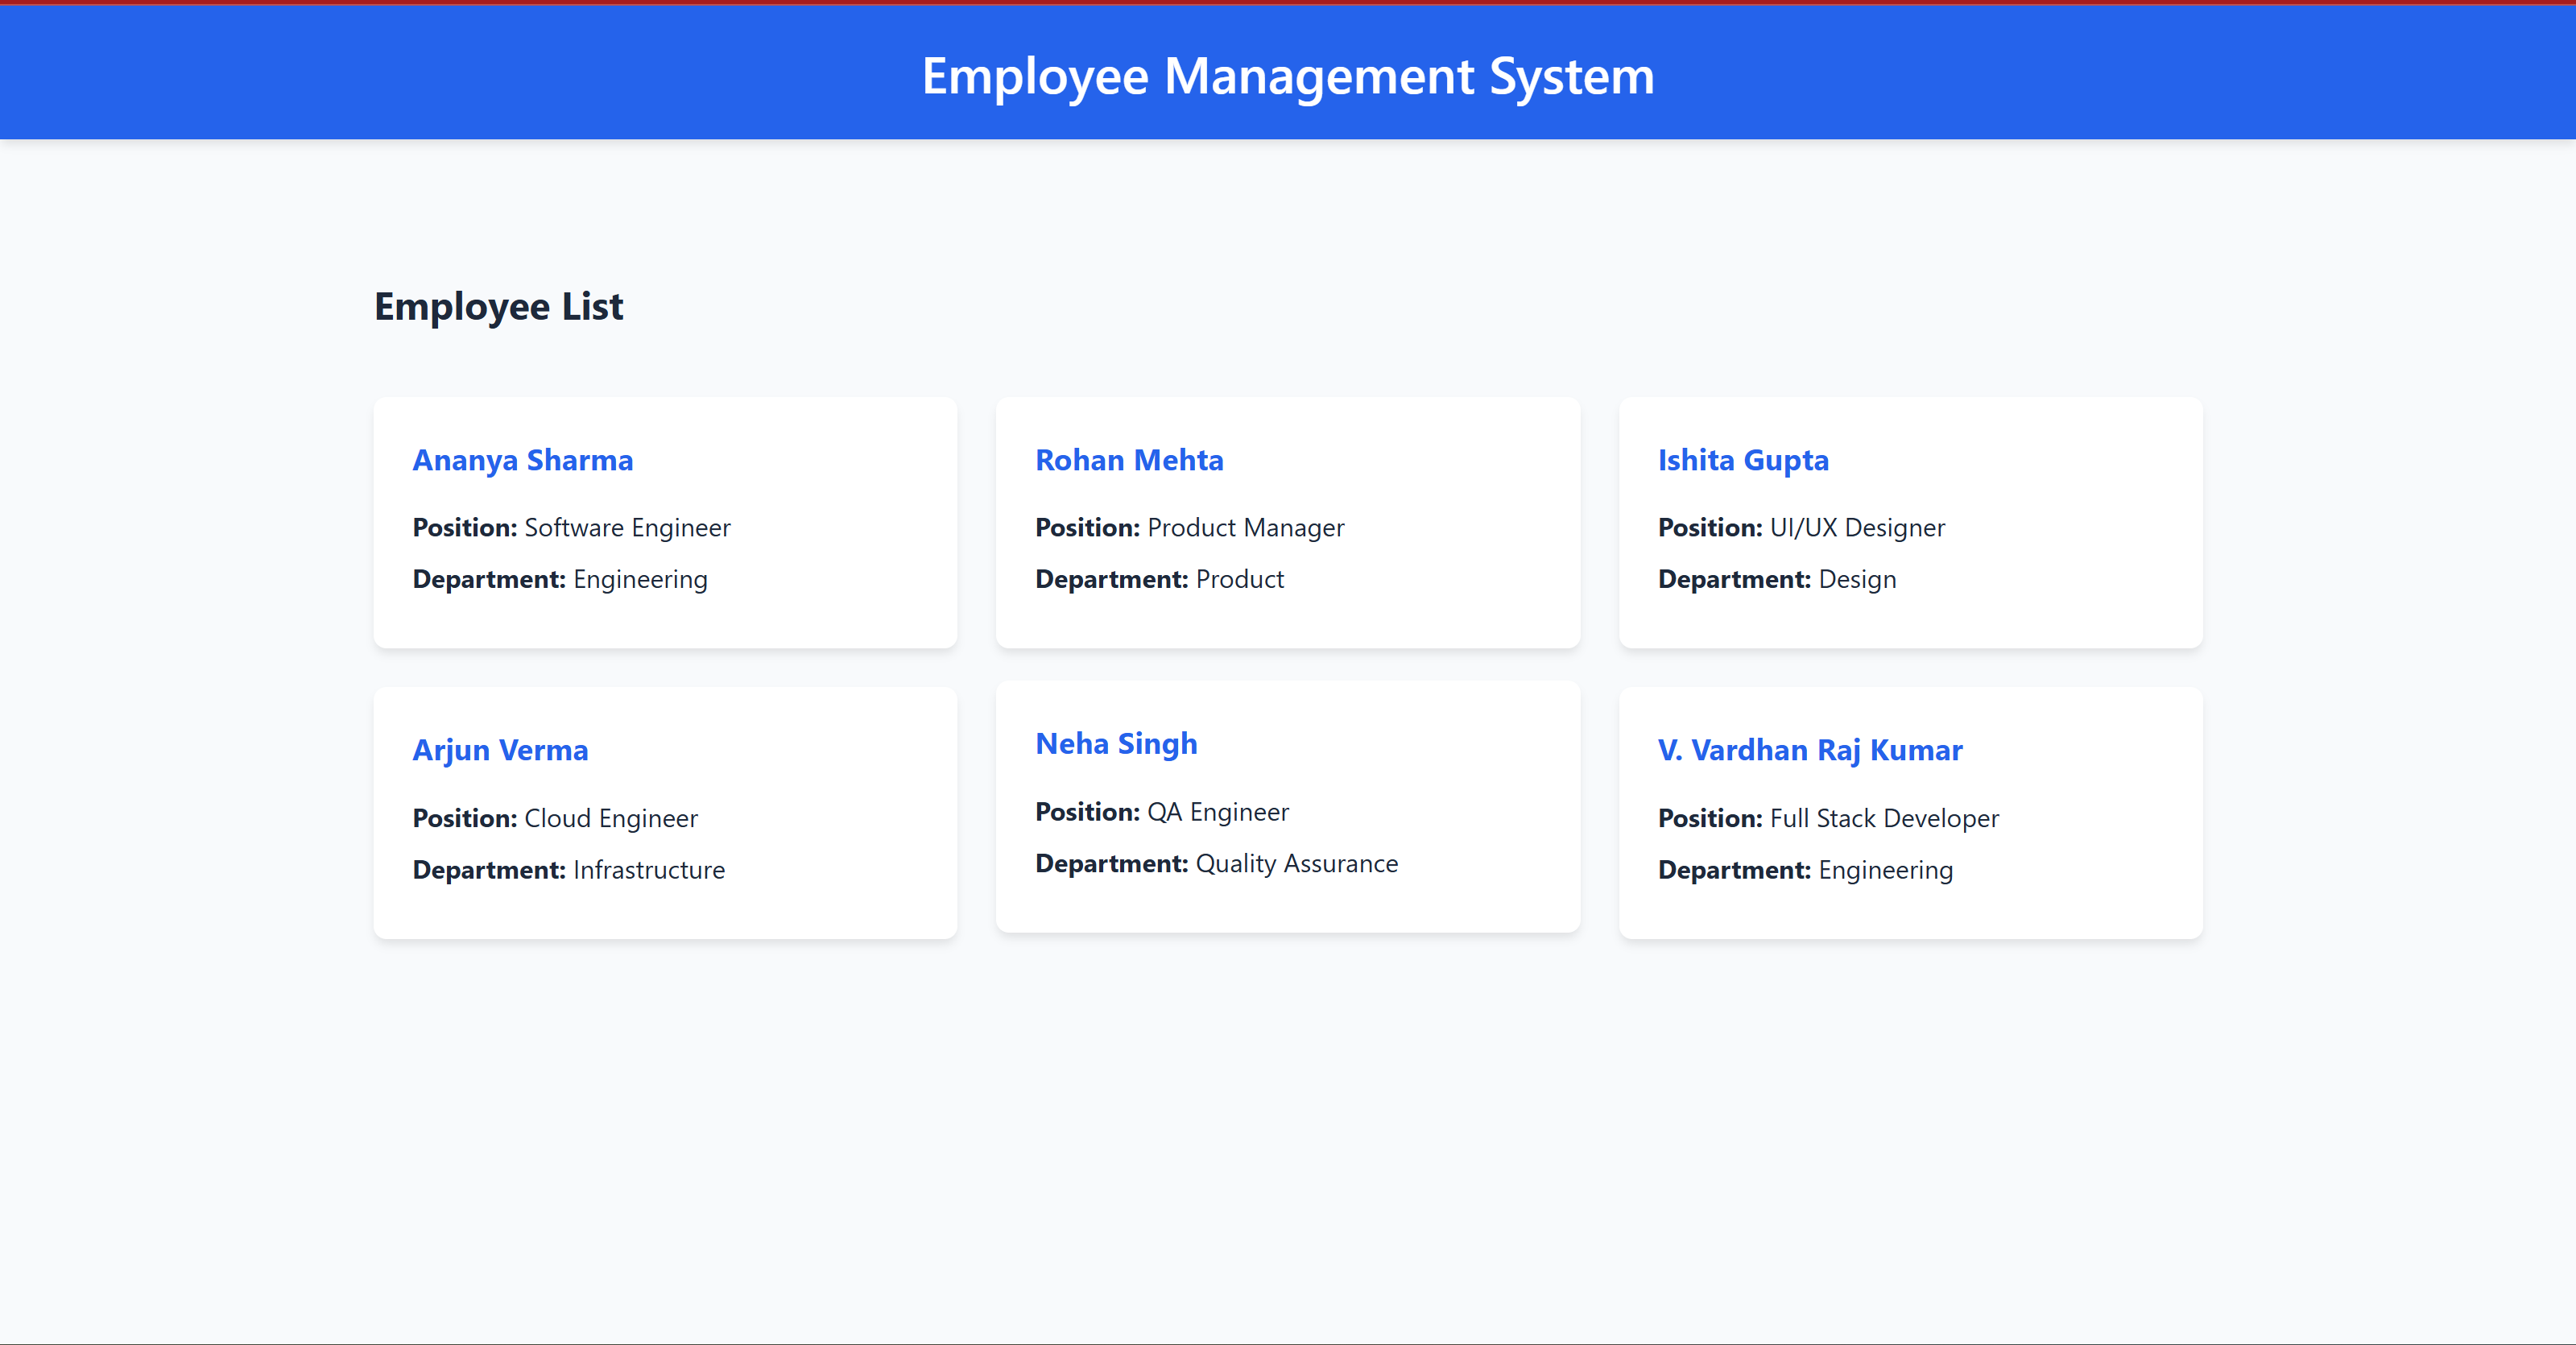 Employee Management System
Employee List
Ananya Sharma
Position: Software Engineer
Department: Engineering
Rohan Mehta
Position: Product Manager
Department: Product
Ishita Gupta
Position: UI/UX Designer
Department: Design
Arjun Verma
Position: Cloud Engineer
Department: Infrastructure
Neha Singh
Position: QA Engineer
Department: Quality Assurance
V. Vardhan Raj Kumar
Position: Full Stack Developer
Department: Engineering